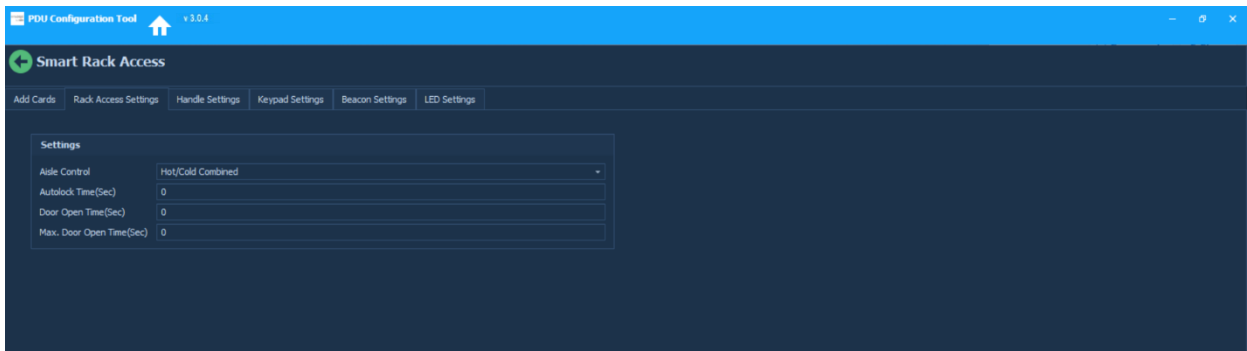 PDU Configuration Tool v 3.0.4
Smart Rack Access
Add Cards Rack Access Settings Handle Settings Keypad Settings Beacon Settings LED Settings
Settings
Aisle Control Hot/Cold Combined
Autolock Time(Sec) 0
Door Open Time(Sec) 0
Max. Door Open Time(Sec) 0